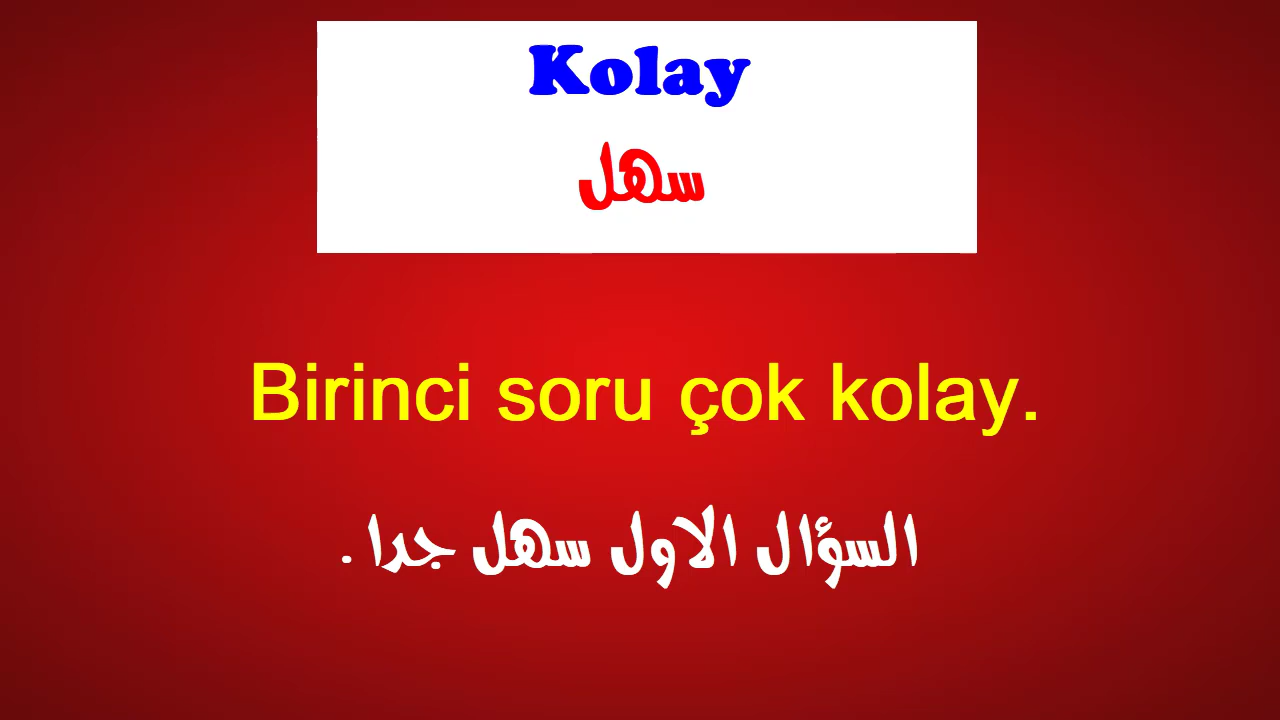 Kolay
سهل
Birinci soru çok kolay.
السؤال الاول سهل جدا .